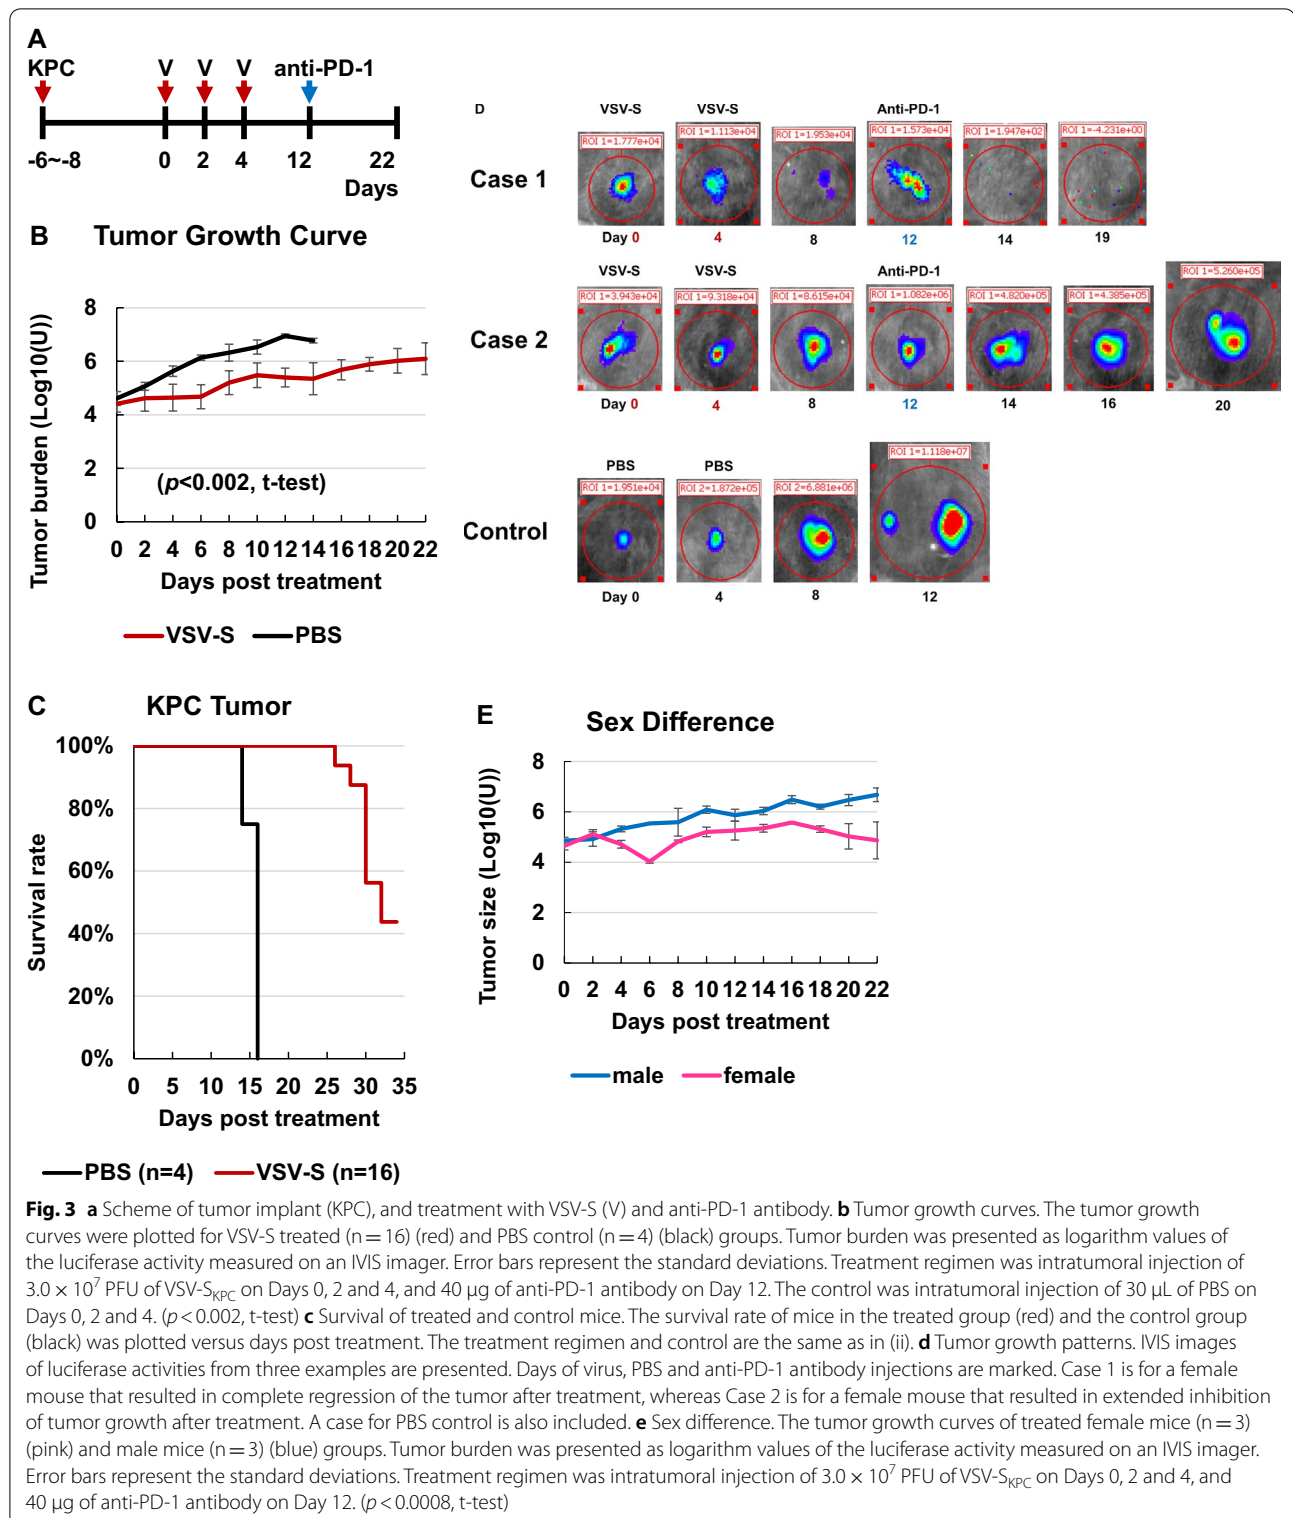 A
KPC V V V anti-PD-1
-6~-8 0 2 4 12 22
Days
B Tumor Growth Curve
Tumor burden (Log10(U))
8
6
4
2
0
(p<0.002, t-test)
0 2 4 6 8 10 12 14 16 18 20 22
Days post treatment
VSV-S PBS
D
VSV-S VSV-S Anti-PD-1
Case 1
ROI 1=1.777e+04 ROI 1=1.113e+04 ROI 1=1.953e+04 ROI 1=1.573e+04 ROI 1=1.947e+02 ROI 1=-4.231e+00
Day 0 4 8 12 14 19
VSV-S VSV-S Anti-PD-1
Case 2
ROI 1=3.943e+04 ROI 1=9.318e+04 ROI 1=8.615e+04 ROI 1=1.082e+06 ROI 1=4.820e+05 ROI 1=4.385e+05 ROI 1=5.260e+05
Day 0 4 8 12 14 16 20
PBS PBS
Control
ROI 1=1.951e+04 ROI 2=1.872e+05 ROI 2=6.881e+06 ROI 1=1.118e+07
Day 0 4 8 12
C KPC Tumor
Survival rate
100%
80%
60%
40%
20%
0%
0 5 10 15 20 25 30 35
Days post treatment
PBS (n=4) VSV-S (n=16)
E Sex Difference
Tumor size (Log10(U))
8
6
4
2
0
0 2 4 6 8 10 12 14 16 18 20 22
Days post treatment
male female
Fig. 3 a Scheme of tumor implant (KPC), and treatment with VSV-S (V) and anti-PD-1 antibody. b Tumor growth curves. The tumor growth
curves were plotted for VSV-S treated (n = 16) (red) and PBS control (n = 4) (black) groups. Tumor burden was presented as logarithm values of
the luciferase activity measured on an IVIS imager. Error bars represent the standard deviations. Treatment regimen was intratumoral injection of
3.0 × 10⁷ PFU of VSV-S_KPC on Days 0, 2 and 4, and 40 μg of anti-PD-1 antibody on Day 12. The control was intratumoral injection of 30 μL of PBS on
Days 0, 2 and 4. (p < 0.002, t-test) c Survival of treated and control mice. The survival rate of mice in the treated group (red) and the control group
(black) was plotted versus days post treatment. The treatment regimen and control are the same as in (ii). d Tumor growth patterns. IVIS images
of luciferase activities from three examples are presented. Days of virus, PBS and anti-PD-1 antibody injections are marked. Case 1 is for a female
mouse that resulted in complete regression of the tumor after treatment, whereas Case 2 is for a female mouse that resulted in extended inhibition
of tumor growth after treatment. A case for PBS control is also included. e Sex difference. The tumor growth curves of treated female mice (n = 3)
(pink) and male mice (n = 3) (blue) groups. Tumor burden was presented as logarithm values of the luciferase activity measured on an IVIS imager.
Error bars represent the standard deviations. Treatment regimen was intratumoral injection of 3.0 × 10⁷ PFU of VSV-S_KPC on Days 0, 2 and 4, and
40 μg of anti-PD-1 antibody on Day 12. (p < 0.0008, t-test)